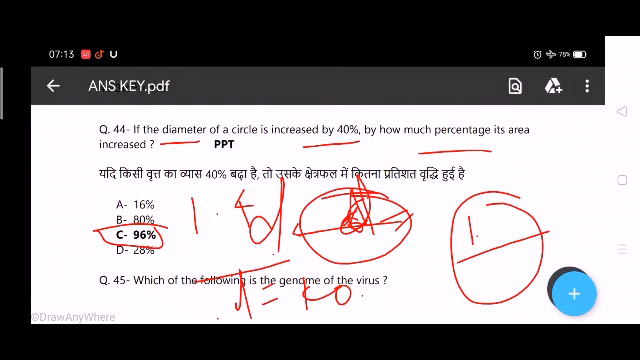 07:13
78%
ANS KEY.pdf
Q. 44- If the diameter of a circle is increased by 40%, by how much percentage its area
increased ? PPT
यदि किसी वृत्त का व्यास 40% बढ़ा है, तो उसके क्षेत्रफल में कितना प्रतिशत वृद्धि हुई है
A- 16%
B- 80%
C- 96%
D- 28%
Q. 45- Which of the following is the genome of the virus ?
@DrawAnyWhere